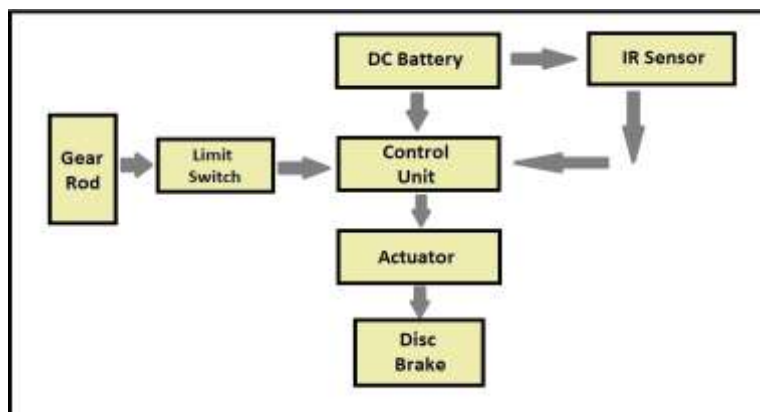 DC Battery
IR Sensor
Gear
Rod
Limit
Switch
Control
Unit
Actuator
Disc
Brake